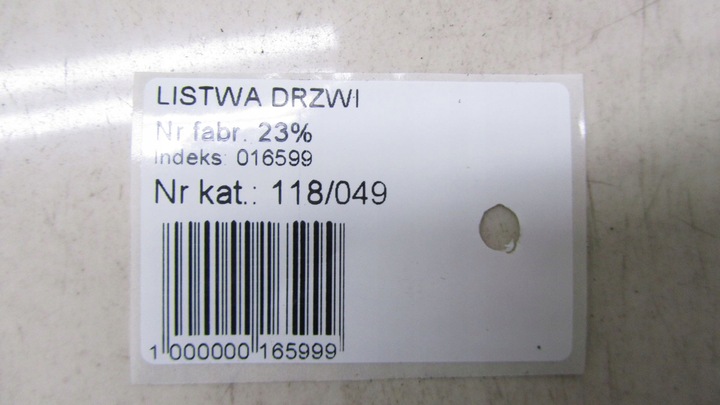 LISTWA DRZWI
Nr fabr. 23%
Indeks: 016599
Nr kat.: 118/049
1 000000 165999